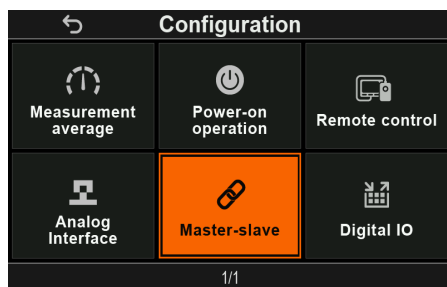 Configuration
Measurement
average
Power-on
operation
Remote control
Analog
Interface
Master-slave
Digital IO
1/1